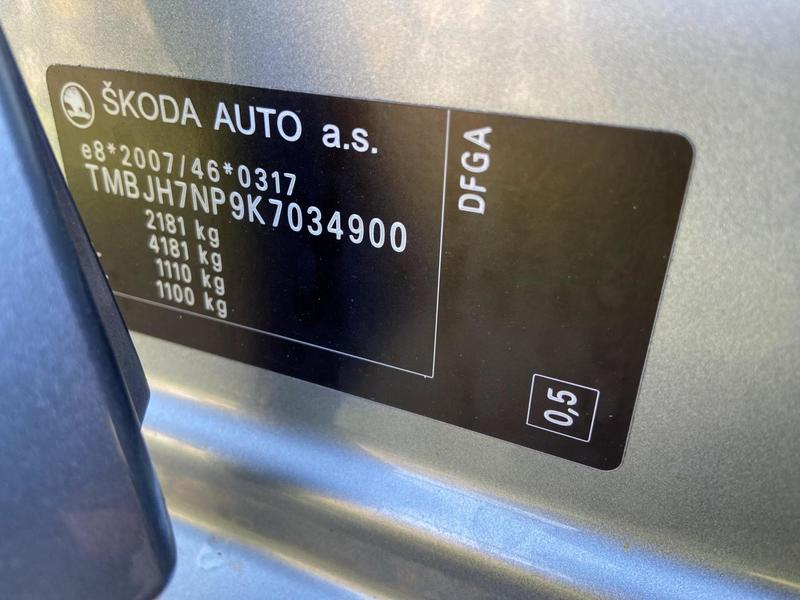 ŠKODA AUTO a.s.
e8*2007/46*0317
TMBJH7NP9K7034900
2181 kg
4181 kg
1110 kg
1100 kg
DFGA
0,5